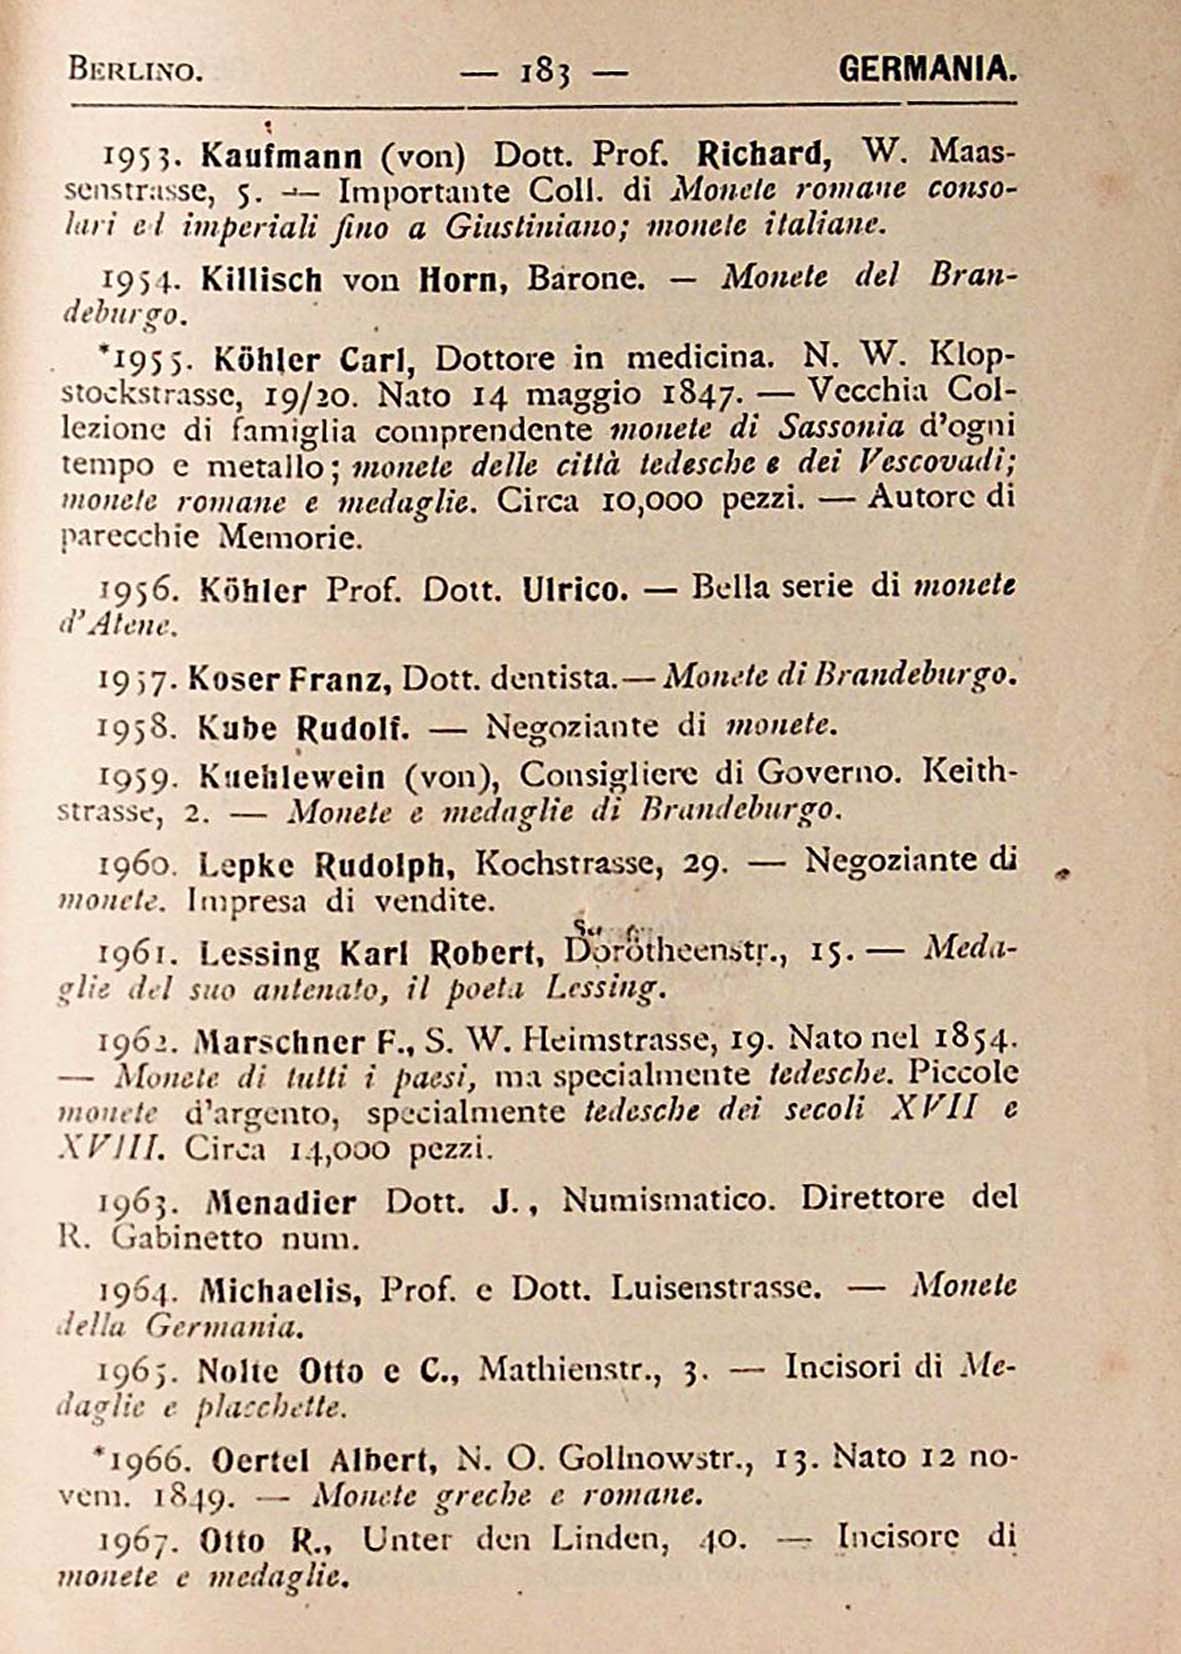 BERLINO. — 183 — GERMANIA.
1953. Kaufmann (von) Dott. Prof. Richard, W. Maas-
senstrasse, 5. — Importante Coll. di Monete romane conso-
lari ed imperiali fino a Giustiniano; monete italiane.
1954. Killisch von Horn, Barone. — Monete del Bran-
deburgo.
*1955. Köhler Carl, Dottore in medicina. N. W. Klop-
stockstrasse, 19/20. Nato 14 maggio 1847. — Vecchia Col-
lezione di famiglia comprendente monete di Sassonia d'ogni
tempo e metallo; monete delle città tedesche e dei Vescovadi;
monete romane e medaglie. Circa 10,000 pezzi. — Autore di
parecchie Memorie.
1956. Köhler Prof. Dott. Ulrico. — Bella serie di monete
d'Atene.
1957. Koser Franz, Dott. dentista. — Monete di Brandeburgo.
1958. Kube Rudolf. — Negoziante di monete.
1959. Kuehlewein (von), Consigliere di Governo. Keith-
strasse, 2. — Monete e medaglie di Brandeburgo.
1960. Lepke Rudolph, Kochstrasse, 29. — Negoziante di
monete. Impresa di vendite.
1961. Lessing Karl Robert, Dorotheenstr., 15. — Meda-
glie del suo antenato, il poeta Lessing.
1962. Marschner F., S. W. Heimstrasse, 19. Nato nel 1854.
— Monete di tutti i paesi, ma specialmente tedesche. Piccole
monete d'argento, specialmente tedesche dei secoli XVII e
XVIII. Circa 14,000 pezzi.
1963. Menadier Dott. J., Numismatico. Direttore del
R. Gabinetto num.
1964. Michaelis, Prof. e Dott. Luisenstrasse. — Monete
della Germania.
1965. Nolte Otto e C., Mathienstr., 3. — Incisori di Me-
daglie e placchette.
*1966. Oertel Albert, N. O. Gollnowstr., 13. Nato 12 no-
vem. 1849. — Monete greche e romane.
1967. Otto R., Unter den Linden, 40. — Incisore di
monete e medaglie.